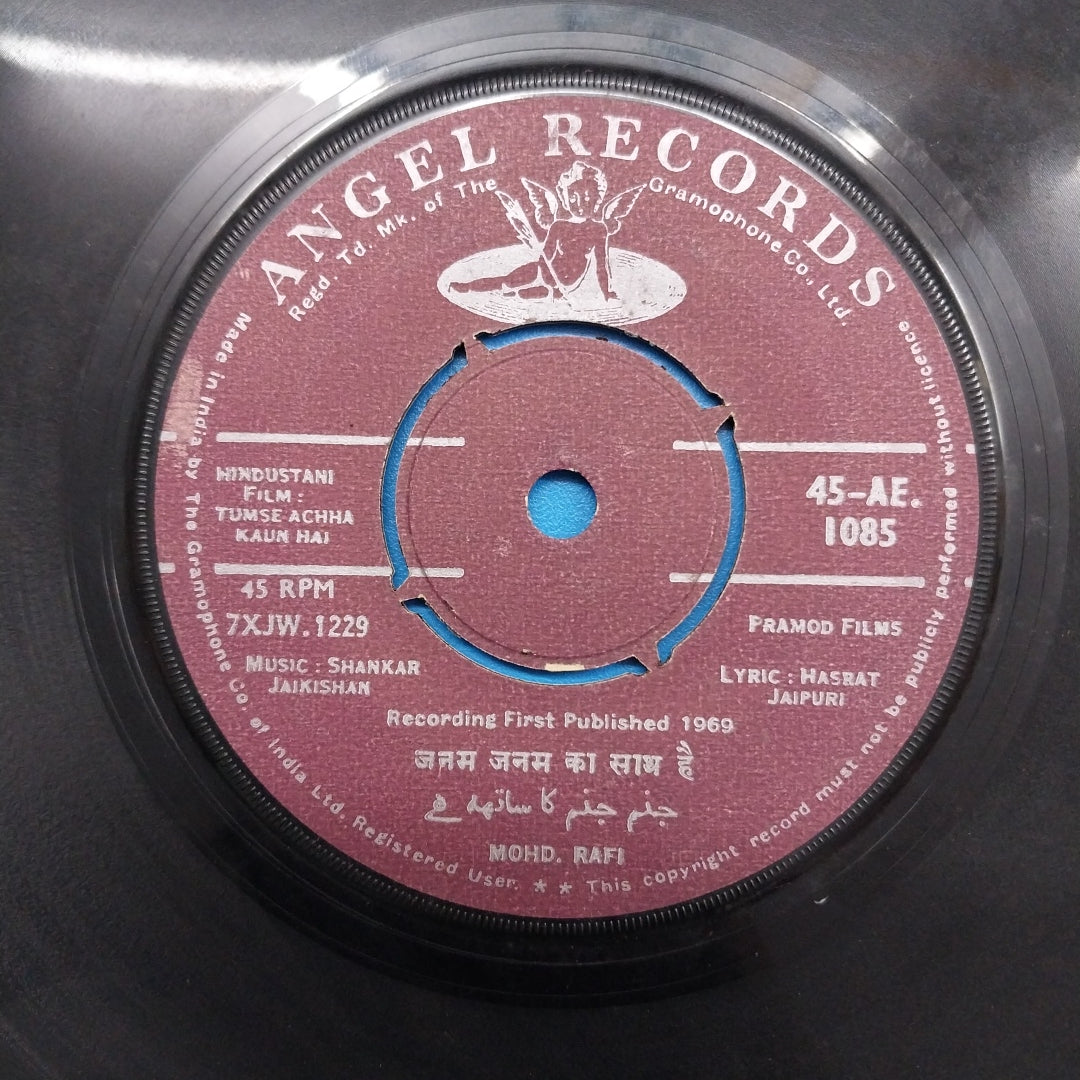 ANGEL RECORDS
Regd. Td. Mk. of The Gramophone Co., Ltd.
HINDUSTANI
FILM :
TUMSE ACHHA
KAUN HAI
45-AE.
1085
45 RPM
7XJW.1229
PRAMOD FILMS
MUSIC : SHANKAR
JAIKISHAN
LYRIC : HASRAT
JAIPURI
Recording First Published 1969
जनम जनम का साथ है
جنم جنم کا ساتھ ہے
MOHD. RAFI
Made in India by The Gramophone Co. of India Ltd. Registered User. * * This copyright record must not be publicly performed without licence